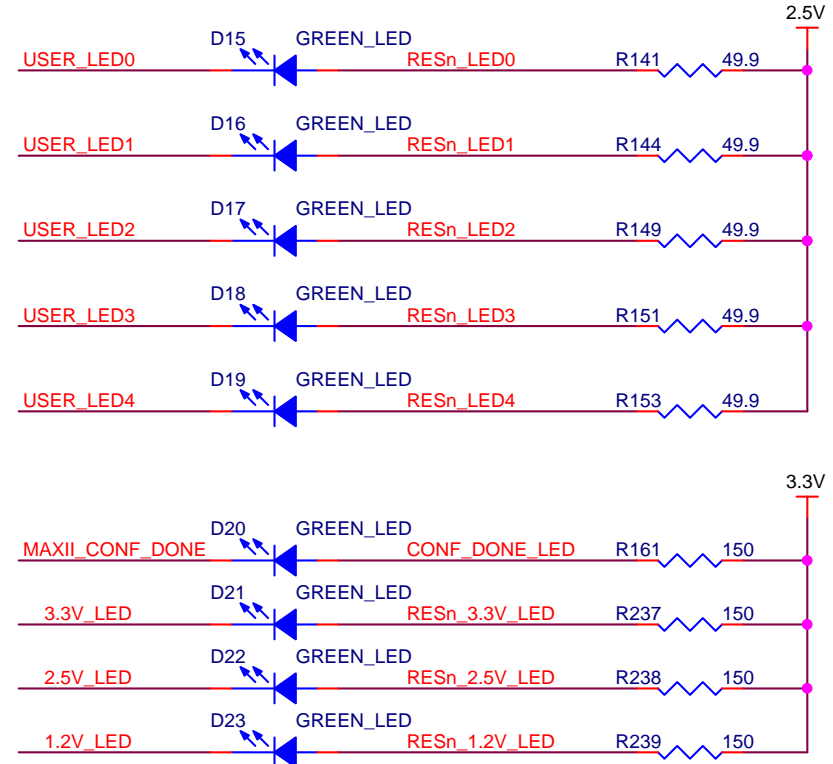 2.5V
D15 GREEN_LED
USER_LED0 RESn_LED0 R141 49.9
D16 GREEN_LED
USER_LED1 RESn_LED1 R144 49.9
D17 GREEN_LED
USER_LED2 RESn_LED2 R149 49.9
D18 GREEN_LED
USER_LED3 RESn_LED3 R151 49.9
D19 GREEN_LED
USER_LED4 RESn_LED4 R153 49.9
3.3V
D20 GREEN_LED
MAXII_CONF_DONE CONF_DONE_LED R161 150
D21 GREEN_LED
3.3V_LED RESn_3.3V_LED R237 150
D22 GREEN_LED
2.5V_LED RESn_2.5V_LED R238 150
D23 GREEN_LED
1.2V_LED RESn_1.2V_LED R239 150